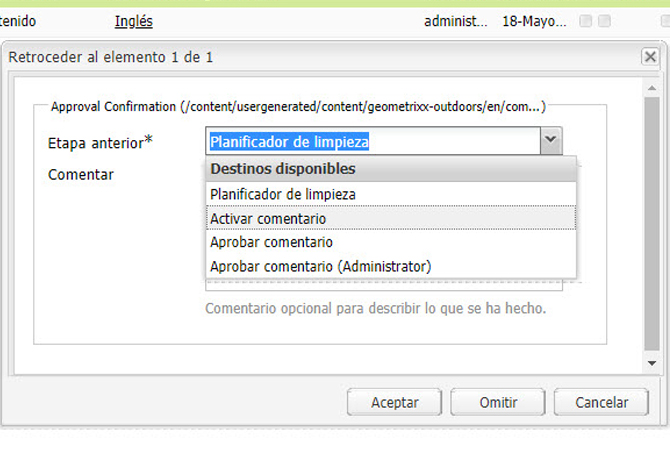 tenido Inglés administ... 18-Mayo...
Retroceder al elemento 1 de 1
Approval Confirmation (/content/usergenerated/content/geometrixx-outdoors/en/com...)
Etapa anterior* Planificador de limpieza
Comentar
Destinos disponibles
Planificador de limpieza
Activar comentario
Aprobar comentario
Aprobar comentario (Administrator)
Comentario opcional para describir lo que se ha hecho.
Aceptar Omitir Cancelar